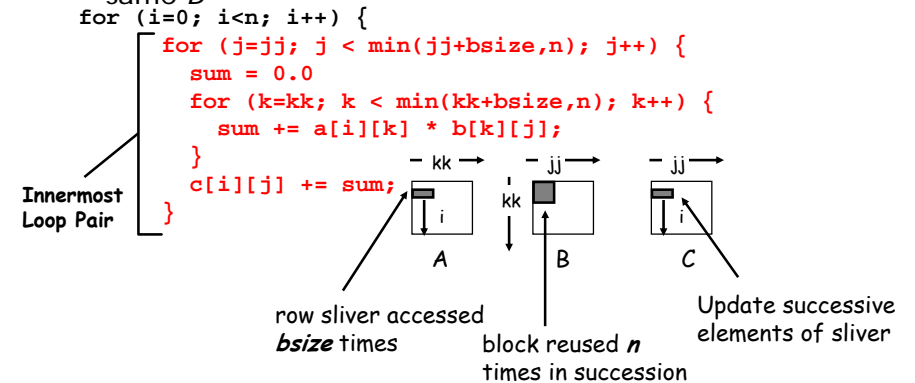 for (i=0; i<n; i++) {
for (j=jj; j < min(jj+bsize,n); j++) {
sum = 0.0
for (k=kk; k < min(kk+bsize,n); k++) {
sum += a[i][k] * b[k][j];
}
c[i][j] += sum;
}
Innermost
Loop Pair
kk
jj
jj
kk
i
i
A
B
C
row sliver accessed
bsize times
block reused n
times in succession
Update successive
elements of sliver